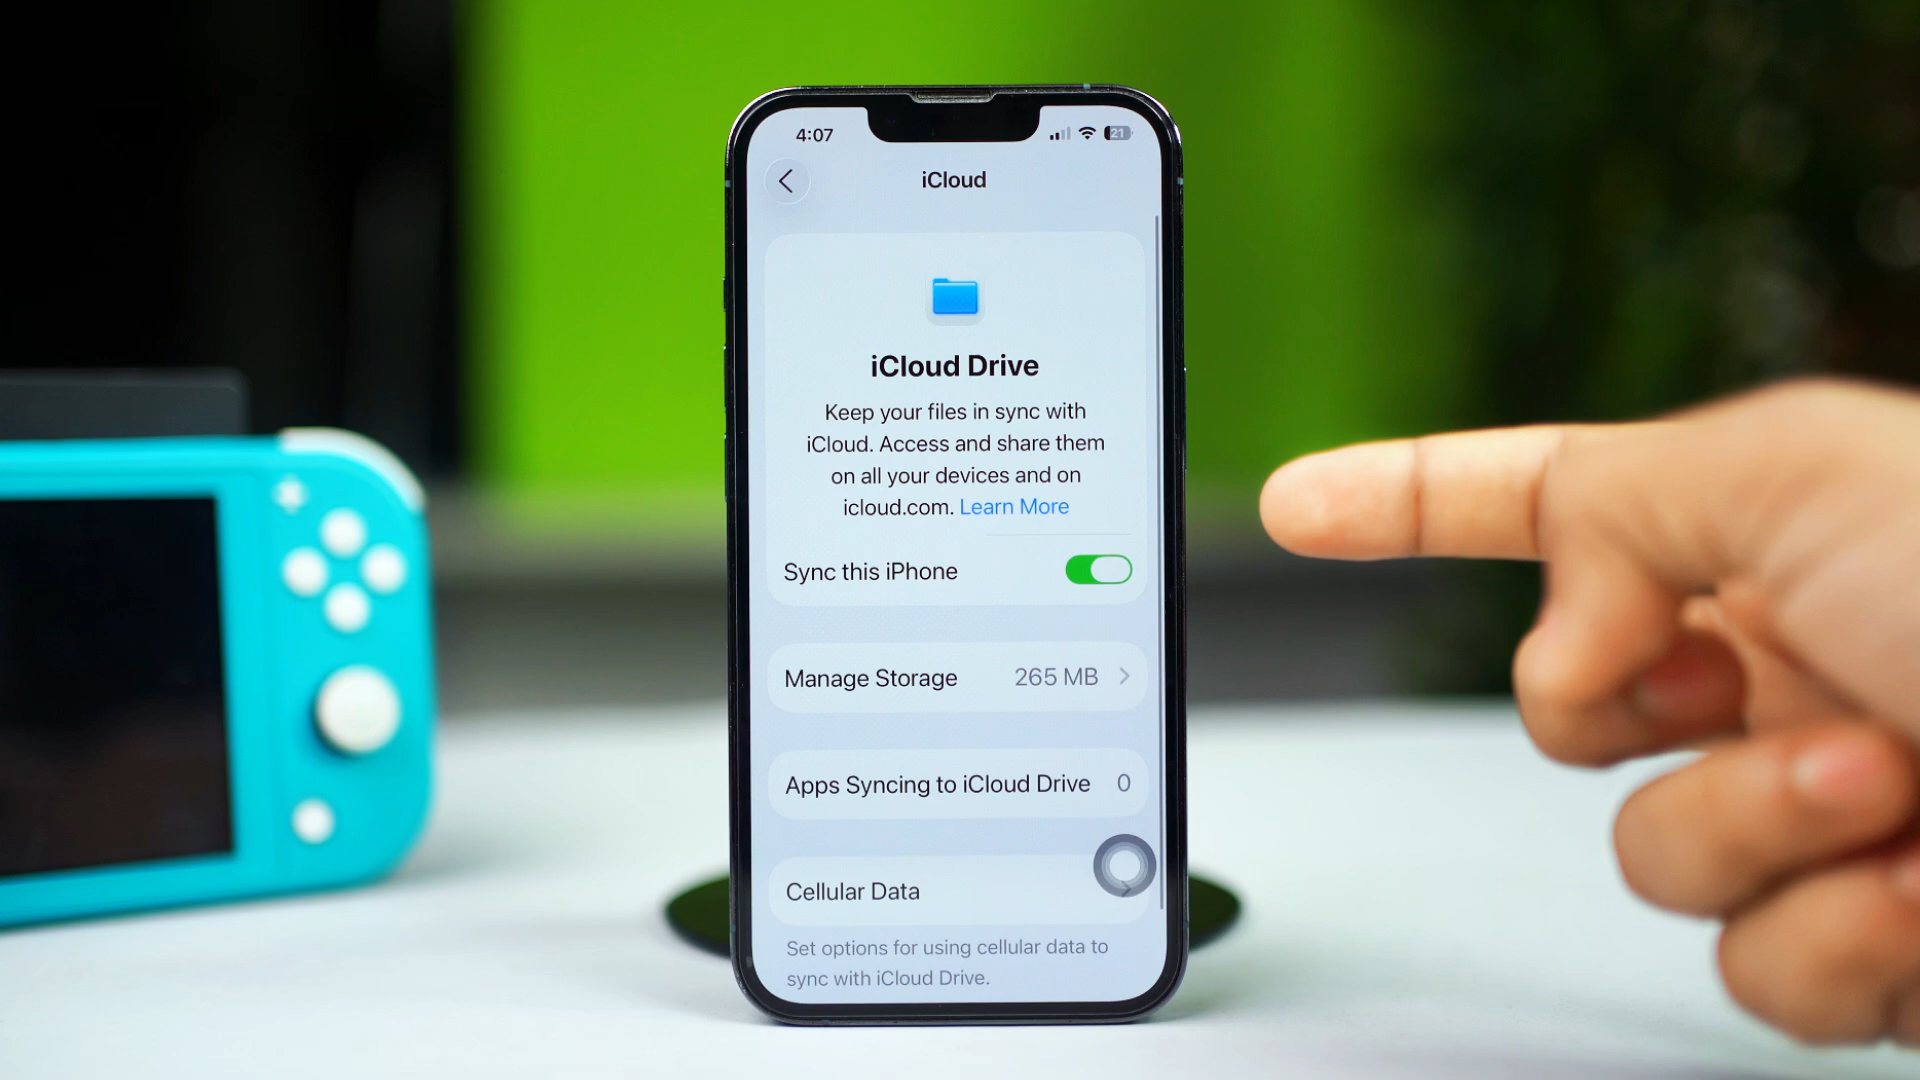 4:07
21
iCloud
iCloud Drive
Keep your files in sync with
iCloud. Access and share them
on all your devices and on
icloud.com. Learn More
Sync this iPhone
Manage Storage 265 MB
Apps Syncing to iCloud Drive 0
Cellular Data
Set options for using cellular data to
sync with iCloud Drive.